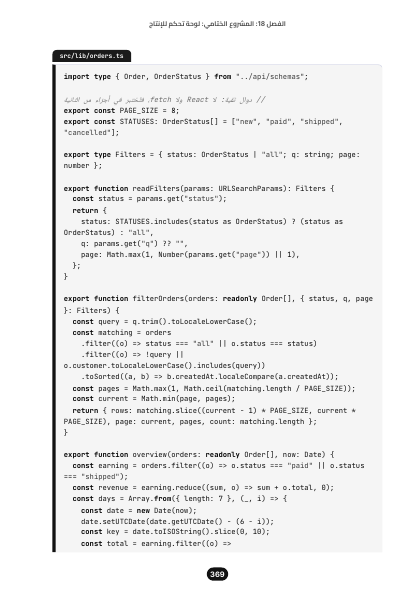 الفصل 18: المشروع الختامي: لوحة تحكم للإنتاج
src/lib/orders.ts
import type { Order, OrderStatus } from "../api/schemas";
// دوال نقية: لا React ولا fetch، فتُختبر في أجزاء من الثانية
export const PAGE_SIZE = 8;
export const STATUSES: OrderStatus[] = ["new", "paid", "shipped",
"cancelled"];
export type Filters = { status: OrderStatus | "all"; q: string; page:
number };
export function readFilters(params: URLSearchParams): Filters {
  const status = params.get("status");
  return {
    status: STATUSES.includes(status as OrderStatus) ? (status as
OrderStatus) : "all",
    q: params.get("q") ?? "",
    page: Math.max(1, Number(params.get("page")) || 1),
  };
}
export function filterOrders(orders: readonly Order[], { status, q, page
}: Filters) {
  const query = q.trim().toLocaleLowerCase();
  const matching = orders
    .filter((o) => status === "all" || o.status === status)
    .filter((o) => !query ||
o.customer.toLocaleLowerCase().includes(query))
    .toSorted((a, b) => b.createdAt.localeCompare(a.createdAt));
  const pages = Math.max(1, Math.ceil(matching.length / PAGE_SIZE));
  const current = Math.min(page, pages);
  return { rows: matching.slice((current - 1) * PAGE_SIZE, current *
PAGE_SIZE), page: current, pages, count: matching.length };
}
export function overview(orders: readonly Order[], now: Date) {
  const earning = orders.filter((o) => o.status === "paid" || o.status
=== "shipped");
  const revenue = earning.reduce((sum, o) => sum + o.total, 0);
  const days = Array.from({ length: 7 }, (_, i) => {
    const date = new Date(now);
    date.setUTCDate(date.getUTCDate() - (6 - i));
    const key = date.toISOString().slice(0, 10);
    const total = earning.filter((o) =>
369